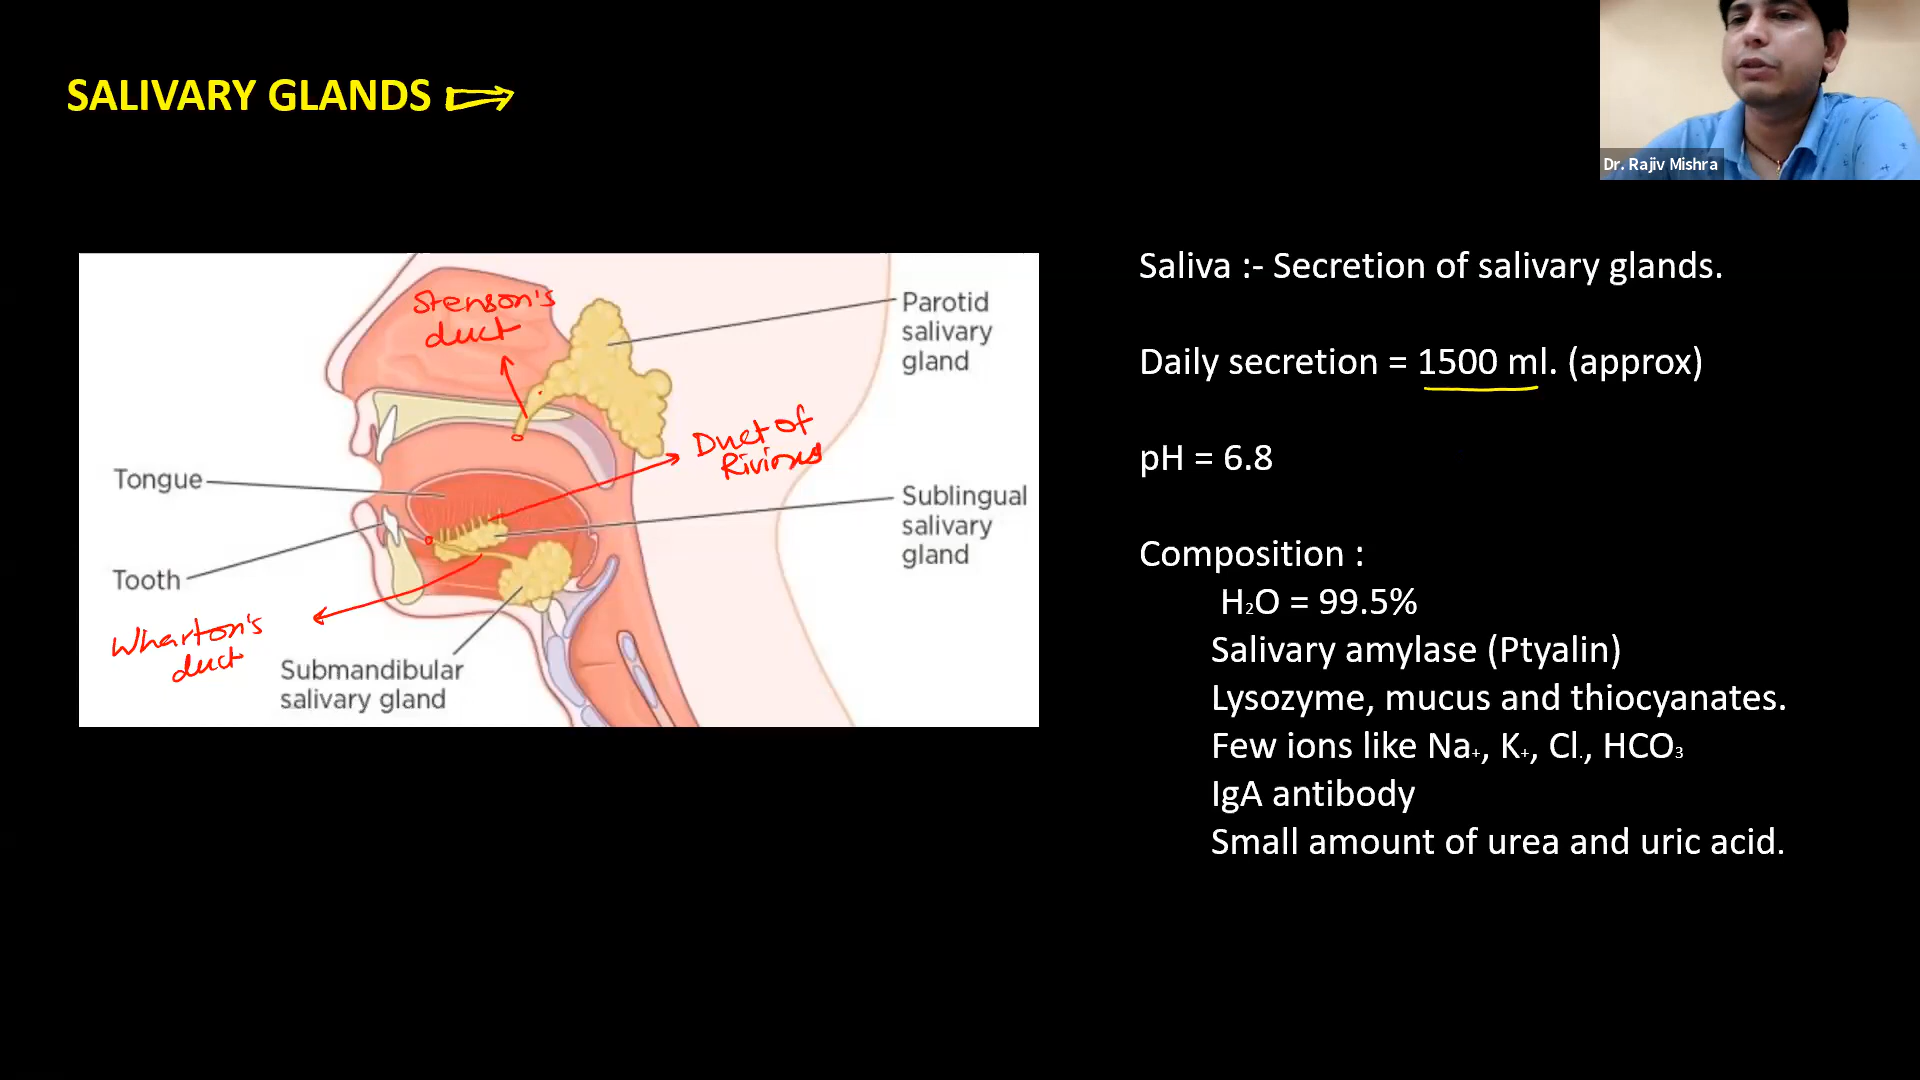 SALIVARY GLANDS
Dr. Rajiv Mishra
Stenson's
duct
Parotid
salivary
gland
Duct of
Rivinus
Tongue
Sublingual
salivary
gland
Tooth
Wharton's
duct
Submandibular
salivary gland
Saliva :- Secretion of salivary glands.
Daily secretion = 1500 ml. (approx)
pH = 6.8
Composition :
H₂O = 99.5%
Salivary amylase (Ptyalin)
Lysozyme, mucus and thiocyanates.
Few ions like Na₊, K₊, Cl₋, HCO₃
IgA antibody
Small amount of urea and uric acid.